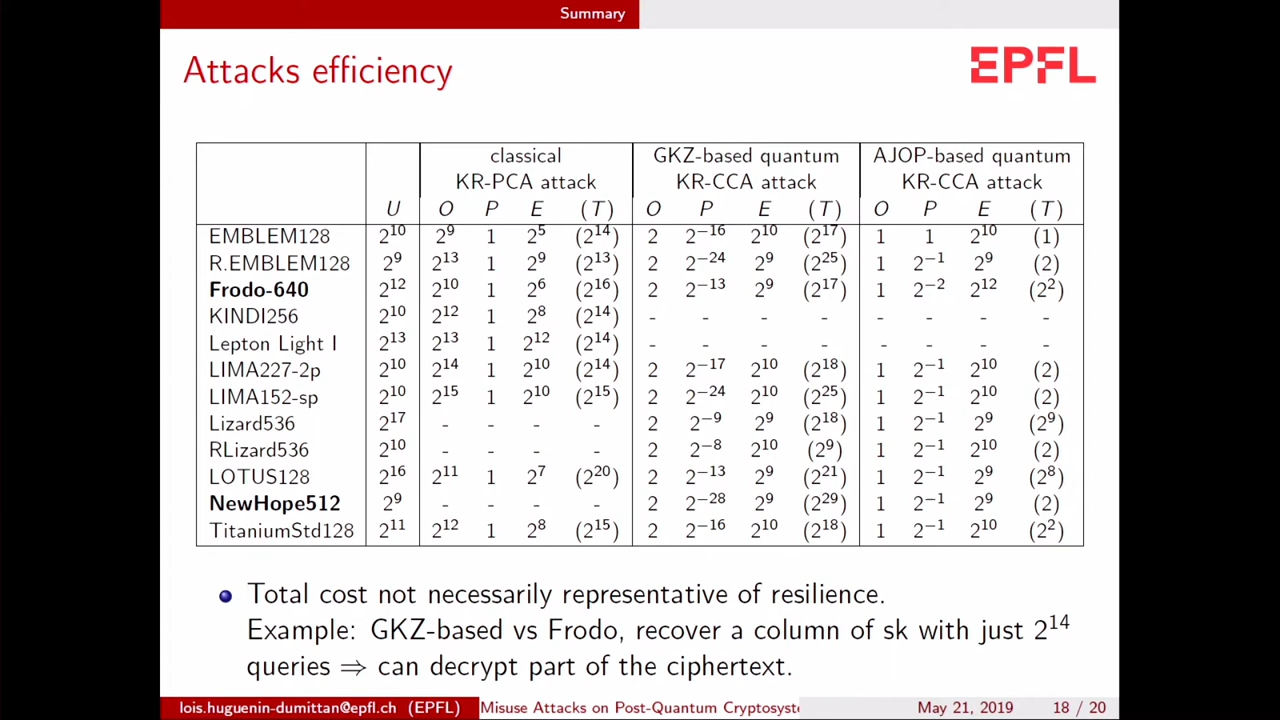 Summary
Attacks efficiency
EPFL
classical GKZ-based quantum AJOP-based quantum
KR-PCA attack KR-CCA attack KR-CCA attack
U O P E (T) O P E (T) O P E (T)
EMBLEM128 2^10 2^9 1 2^5 (2^14) 2 2^−16 2^10 (2^17) 1 1 2^10 (1)
R.EMBLEM128 2^9 2^13 1 2^9 (2^13) 2 2^−24 2^9 (2^25) 1 2^−1 2^9 (2)
Frodo-640 2^12 2^10 1 2^6 (2^16) 2 2^−13 2^9 (2^17) 1 2^−2 2^12 (2^2)
KINDI256 2^10 2^12 1 2^8 (2^14) - - - - - - - -
Lepton Light I 2^13 2^13 1 2^12 (2^14) - - - - - - - -
LIMA227-2p 2^10 2^14 1 2^10 (2^14) 2 2^−17 2^10 (2^18) 1 2^−1 2^10 (2)
LIMA152-sp 2^10 2^15 1 2^10 (2^15) 2 2^−24 2^10 (2^25) 1 2^−1 2^10 (2)
Lizard536 2^17 - - - - 2 2^−9 2^9 (2^18) 1 2^−1 2^9 (2^9)
RLizard536 2^10 - - - - 2 2^−8 2^10 (2^9) 1 2^−1 2^10 (2)
LOTUS128 2^16 2^11 1 2^7 (2^20) 2 2^−13 2^9 (2^21) 1 2^−1 2^9 (2^8)
NewHope512 2^9 - - - - 2 2^−28 2^9 (2^29) 1 2^−1 2^9 (2)
TitaniumStd128 2^11 2^12 1 2^8 (2^15) 2 2^−16 2^10 (2^18) 1 2^−1 2^10 (2^2)
Total cost not necessarily representative of resilience.
Example: GKZ-based vs Frodo, recover a column of sk with just 2^14
queries ⇒ can decrypt part of the ciphertext.
lois.huguenin-dumittan@epfl.ch (EPFL) Misuse Attacks on Post-Quantum Cryptosyste May 21, 2019 18 / 20